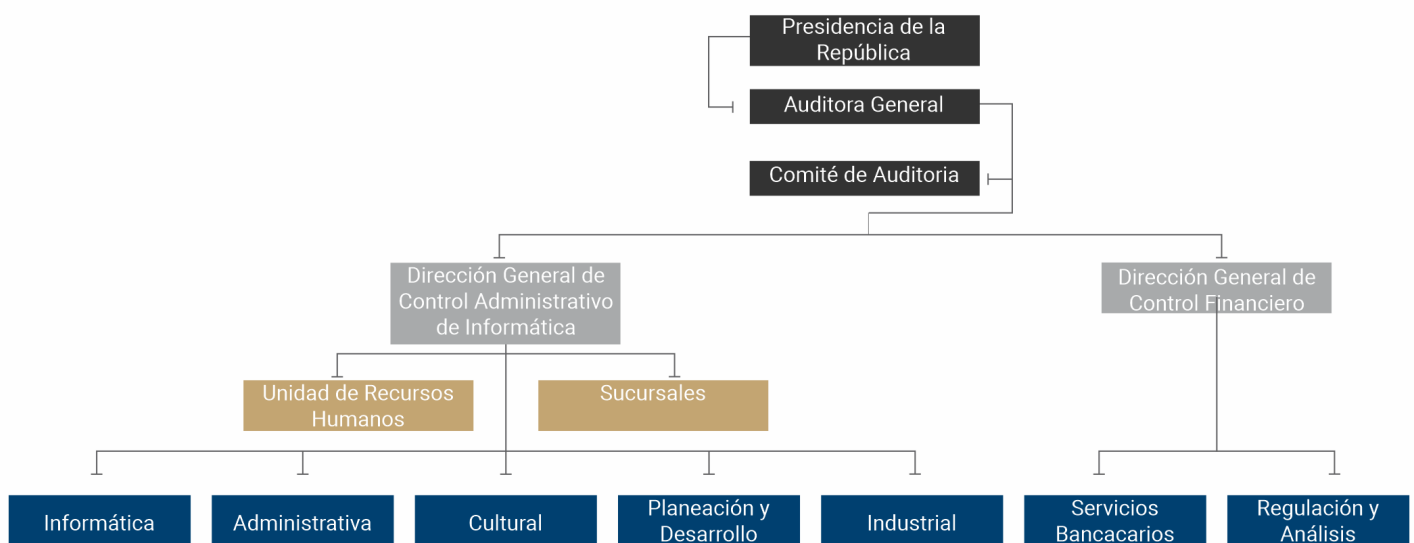 Presidencia de la
República
Auditora General
Comité de Auditoria
Dirección General de
Control Administrativo
de Informática
Dirección General de
Control Financiero
Unidad de Recursos
Humanos
Sucursales
Informática
Administrativa
Cultural
Planeación y
Desarrollo
Industrial
Servicios
Bancacarios
Regulación y
Análisis